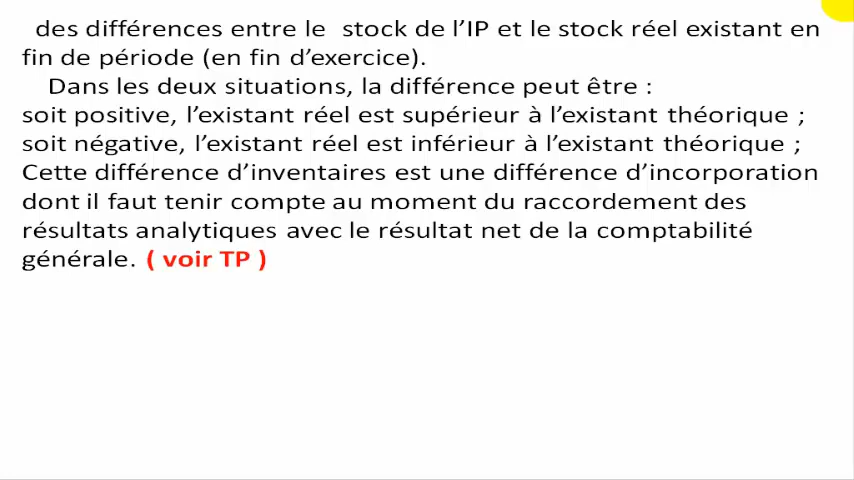 des différences entre le stock de l’IP et le stock réel existant en
fin de période (en fin d’exercice).
Dans les deux situations, la différence peut être :
soit positive, l’existant réel est supérieur à l’existant théorique ;
soit négative, l’existant réel est inférieur à l’existant théorique ;
Cette différence d’inventaires est une différence d’incorporation
dont il faut tenir compte au moment du raccordement des
résultats analytiques avec le résultat net de la comptabilité
générale. ( voir TP )